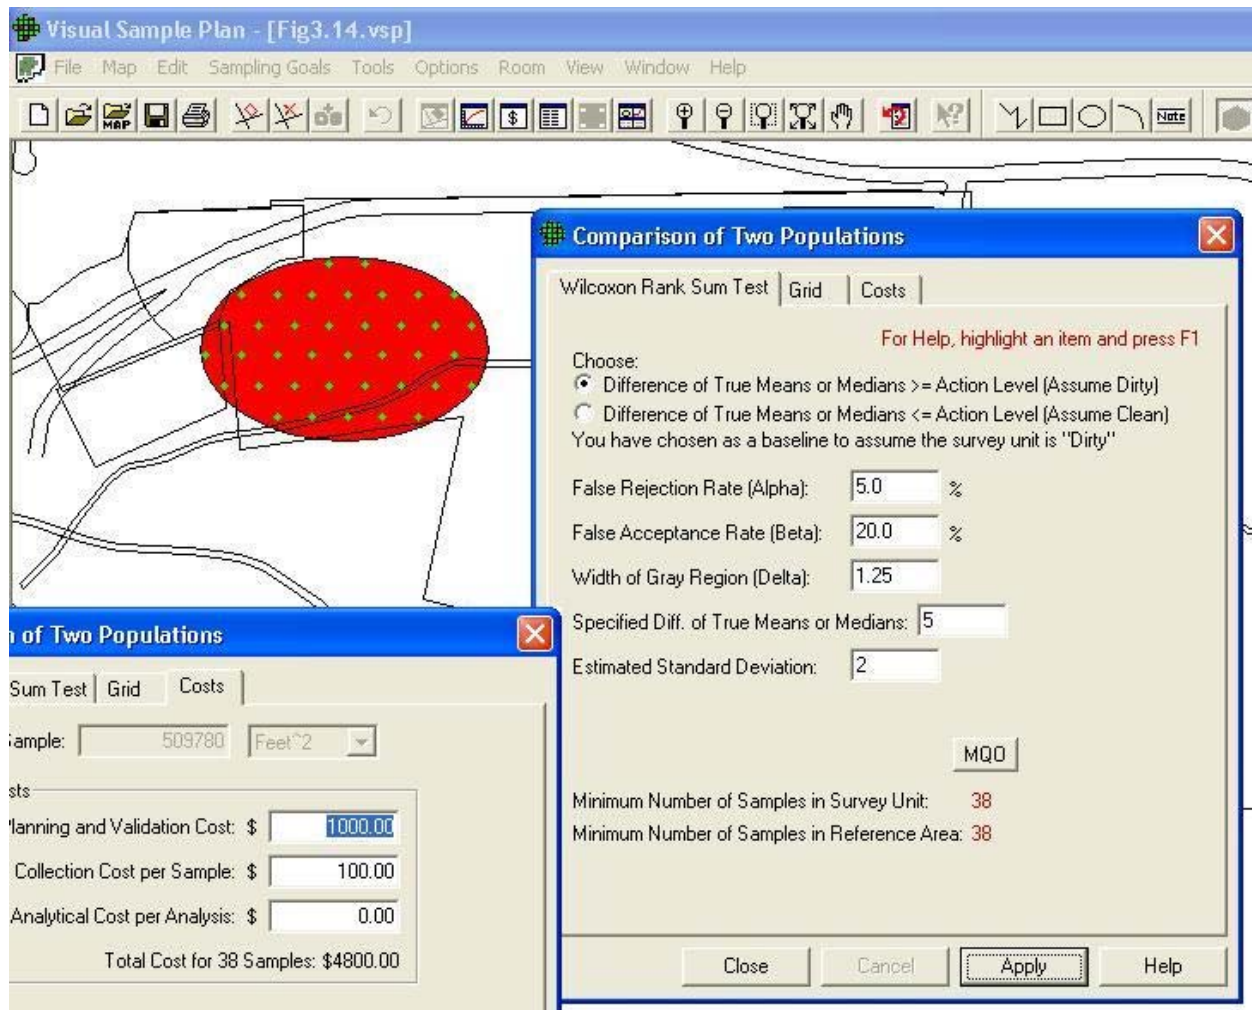 Visual Sample Plan - [Fig3.14.vsp]
File Map Edit Sampling Goals Tools Options Room View Window Help
MAP
$
Note
Comparison of Two Populations
Wilcoxon Rank Sum Test Grid Costs
For Help, highlight an item and press F1
Choose:
Difference of True Means or Medians >= Action Level (Assume Dirty)
Difference of True Means or Medians <= Action Level (Assume Clean)
You have chosen as a baseline to assume the survey unit is "Dirty"
False Rejection Rate (Alpha): 5.0 %
False Acceptance Rate (Beta): 20.0 %
Width of Gray Region (Delta): 1.25
Specified Diff. of True Means or Medians: 5
Estimated Standard Deviation: 2
MQO
Minimum Number of Samples in Survey Unit: 38
Minimum Number of Samples in Reference Area: 38
Close Cancel Apply Help
n of Two Populations
Sum Test Grid Costs
Sample: 509780 Feet^2
sts
Planning and Validation Cost: $ 1000.00
Collection Cost per Sample: $ 100.00
Analytical Cost per Analysis: $ 0.00
Total Cost for 38 Samples: $4800.00